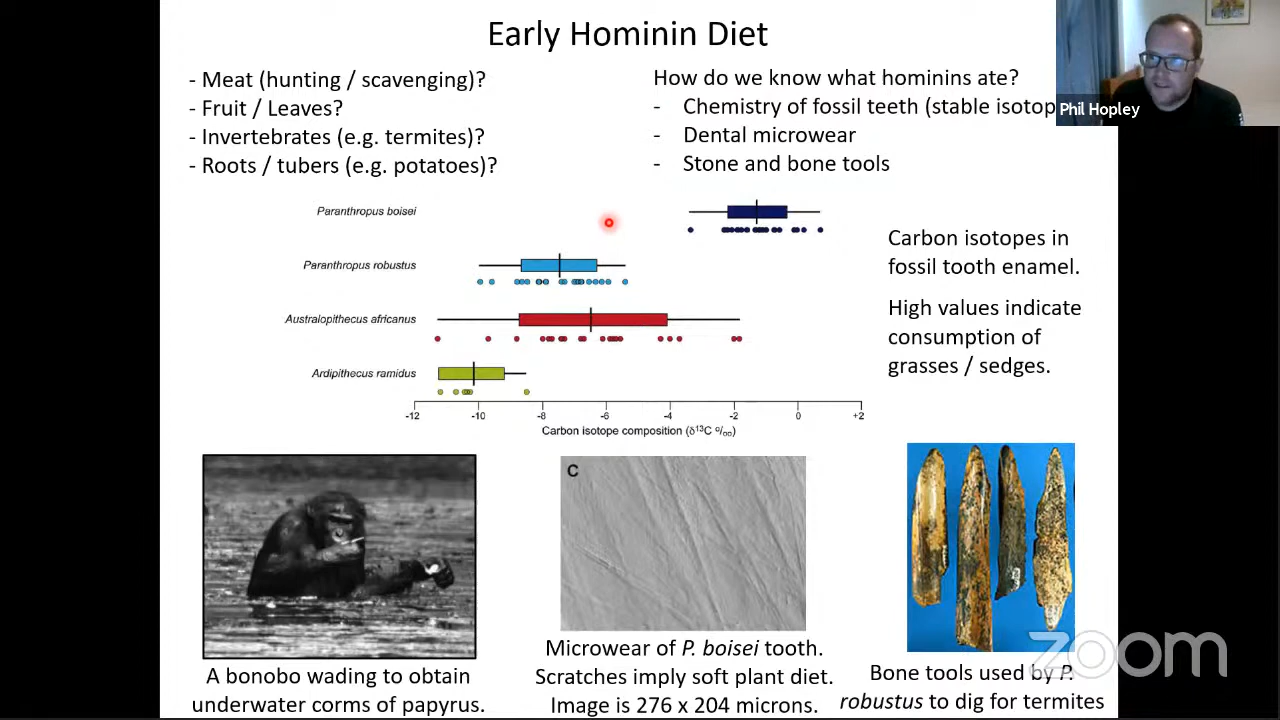 Early Hominin Diet
- Meat (hunting / scavenging)?
- Fruit / Leaves?
- Invertebrates (e.g. termites)?
- Roots / tubers (e.g. potatoes)?
How do we know what hominins ate?
- Chemistry of fossil teeth (stable isotop
- Dental microwear
- Stone and bone tools
Phil Hopley
Paranthropus boisei
Paranthropus robustus
Australopithecus africanus
Ardipithecus ramidus
-12 -10 -8 -6 -4 -2 0 +2
Carbon isotope composition (δ¹³C ‰)
Carbon isotopes in
fossil tooth enamel.
High values indicate
consumption of
grasses / sedges.
A bonobo wading to obtain
underwater corms of papyrus.
C
Microwear of P. boisei tooth.
Scratches imply soft plant diet.
Image is 276 x 204 microns.
Bone tools used by P.
robustus to dig for termites
zoom